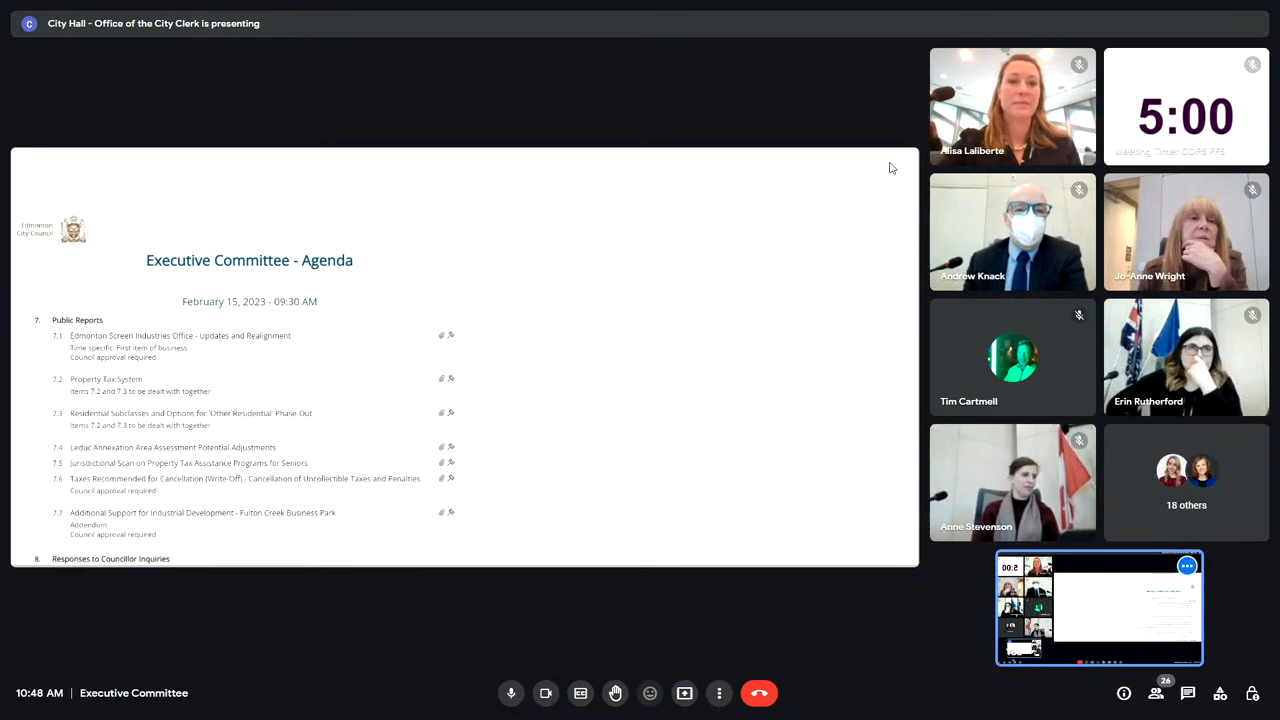 C City Hall - Office of the City Clerk is presenting
Edmonton
City Council
Executive Committee - Agenda
February 15, 2023 - 09:30 AM
7. Public Reports
7.1 Edmonton Screen Industries Office - Updates and Realignment
Time specific: First item of business
Council approval required
7.2 Property Tax System
Items 7.2 and 7.3 to be dealt with together
7.3 Residential Subclasses and Options for 'Other Residential' Phase-Out
Items 7.2 and 7.3 to be dealt with together
7.4 Leduc Annexation Area Assessment Potential Adjustments
7.5 Jurisdictional Scan on Property Tax Assistance Programs for Seniors
7.6 Taxes Recommended for Cancellation (Write-Off) - Cancellation of Uncollectible Taxes and Penalties
Council approval required
7.7 Additional Support for Industrial Development - Fulton Creek Business Park
Addendum
Council approval required
8. Responses to Councillor Inquiries
Alisa Laliberte
5:00
Meeting Timer COPS FPS
Andrew Knack
Jo-Anne Wright
Tim Cartmell
Erin Rutherford
Anne Stevenson
18 others
10:48 AM | Executive Committee
26